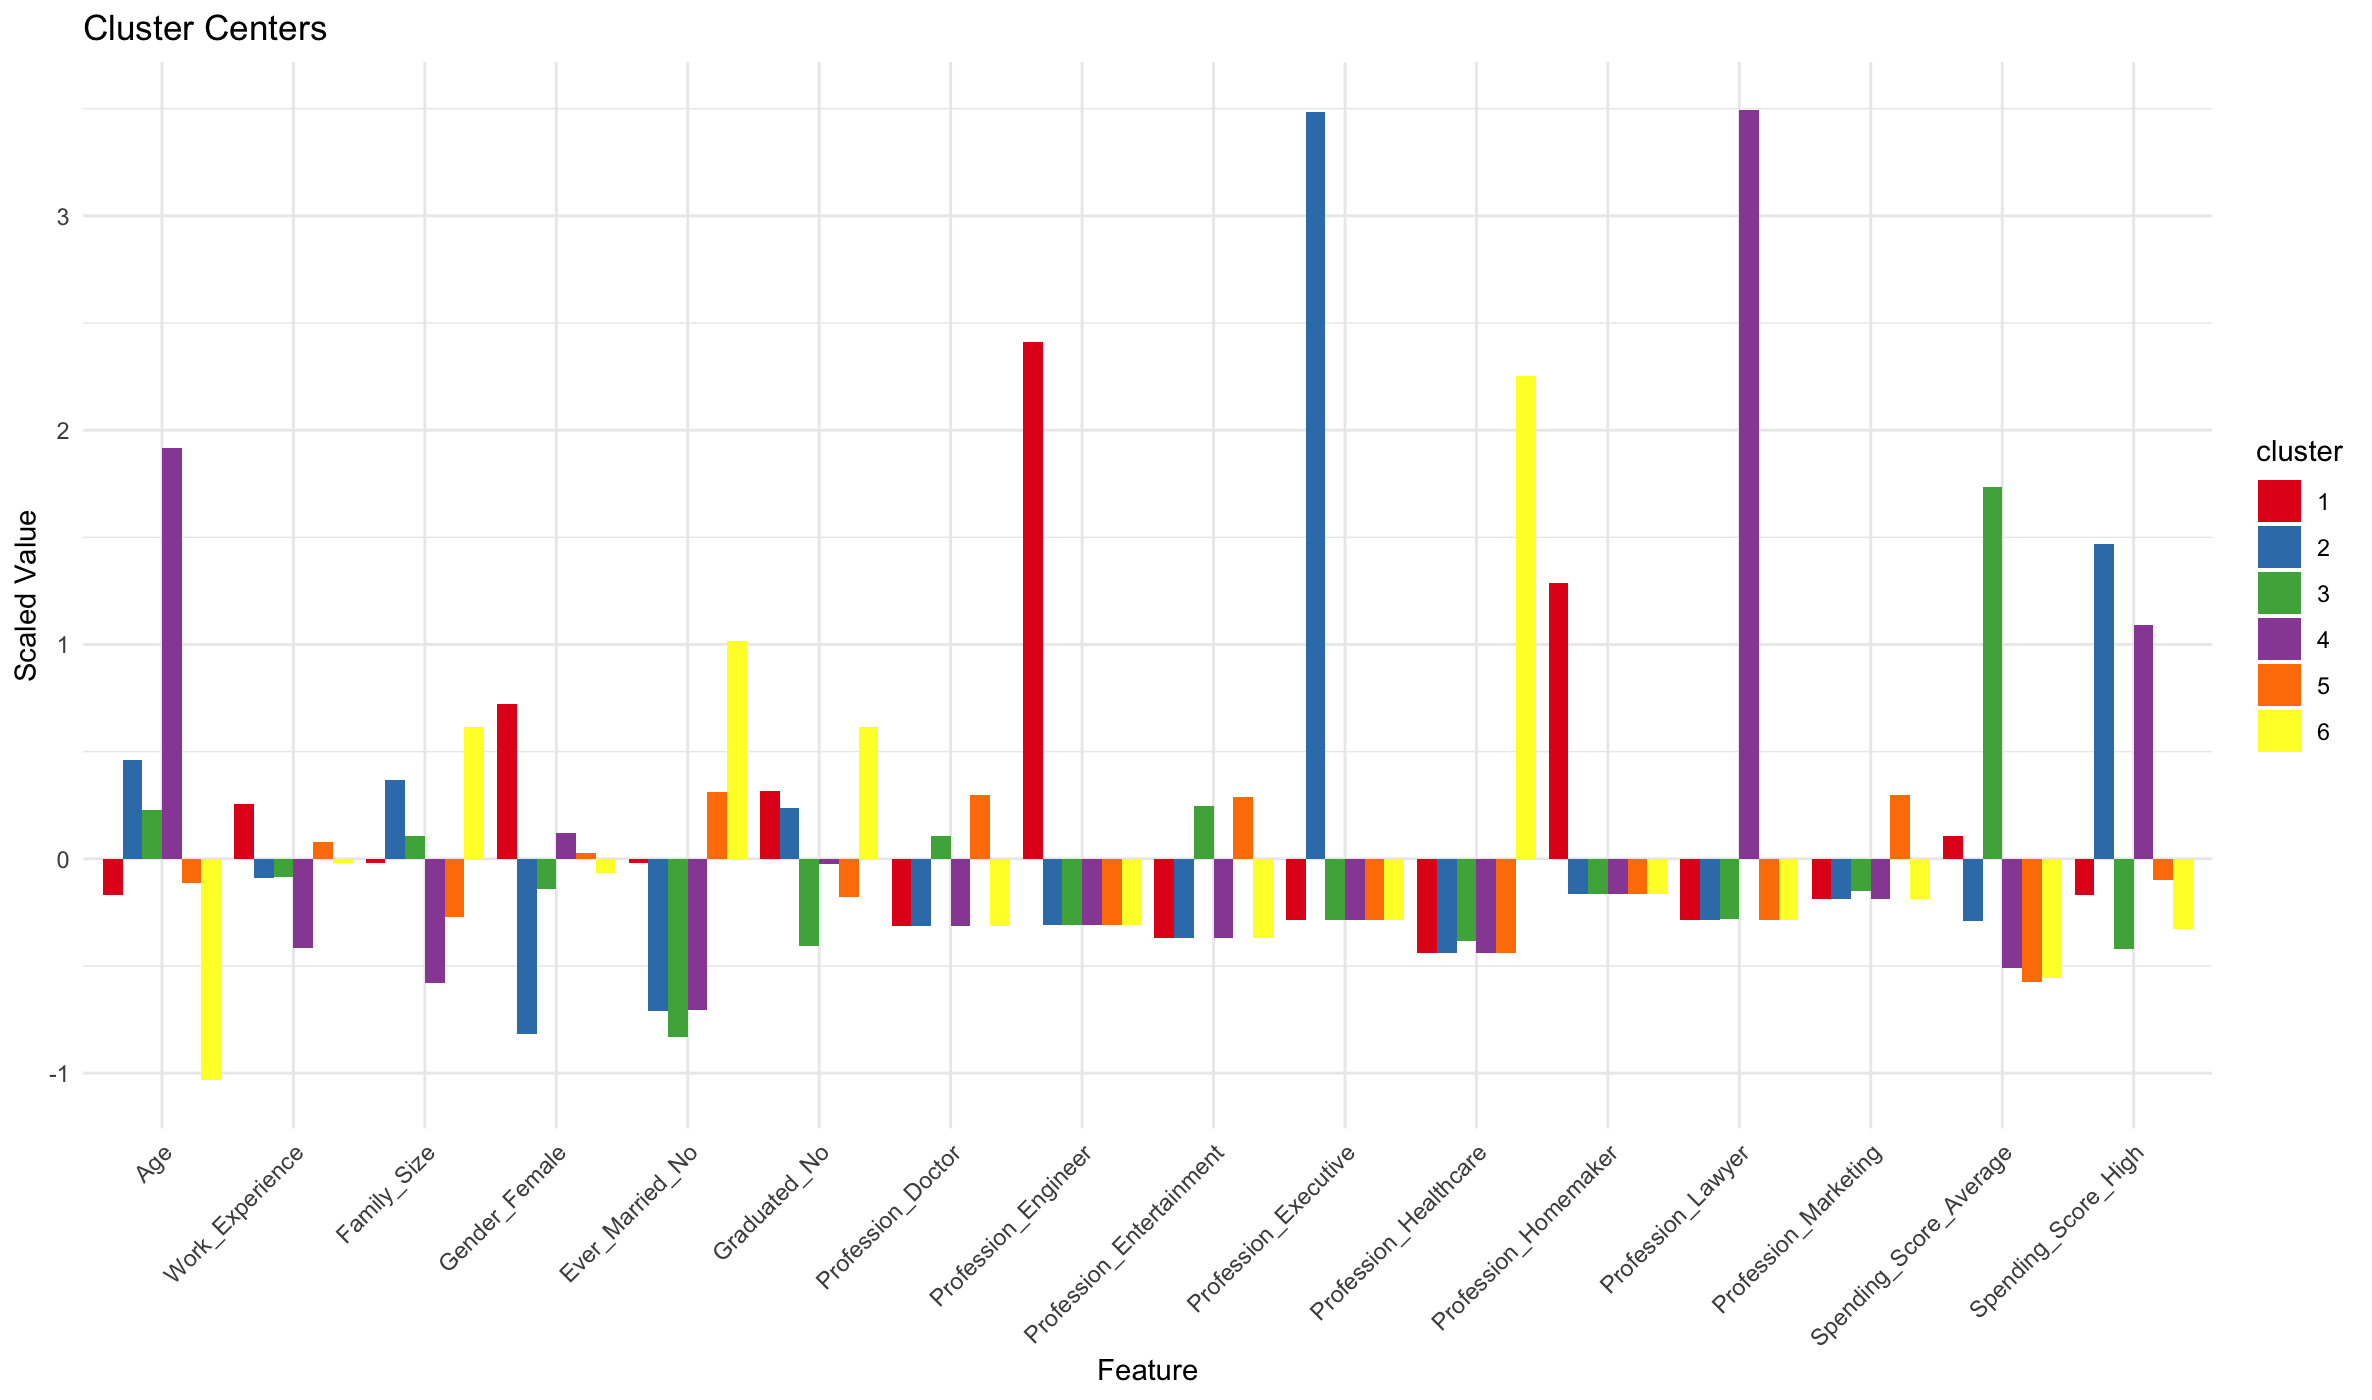 Cluster Centers
Scaled Value
3
2
1
0
-1
Age
Work_Experience
Family_Size
Gender_Female
Ever_Married_No
Graduated_No
Profession_Doctor
Profession_Engineer
Profession_Entertainment
Profession_Executive
Profession_Healthcare
Profession_Homemaker
Profession_Lawyer
Profession_Marketing
Spending_Score_Average
Spending_Score_High
Feature
cluster
1
2
3
4
5
6